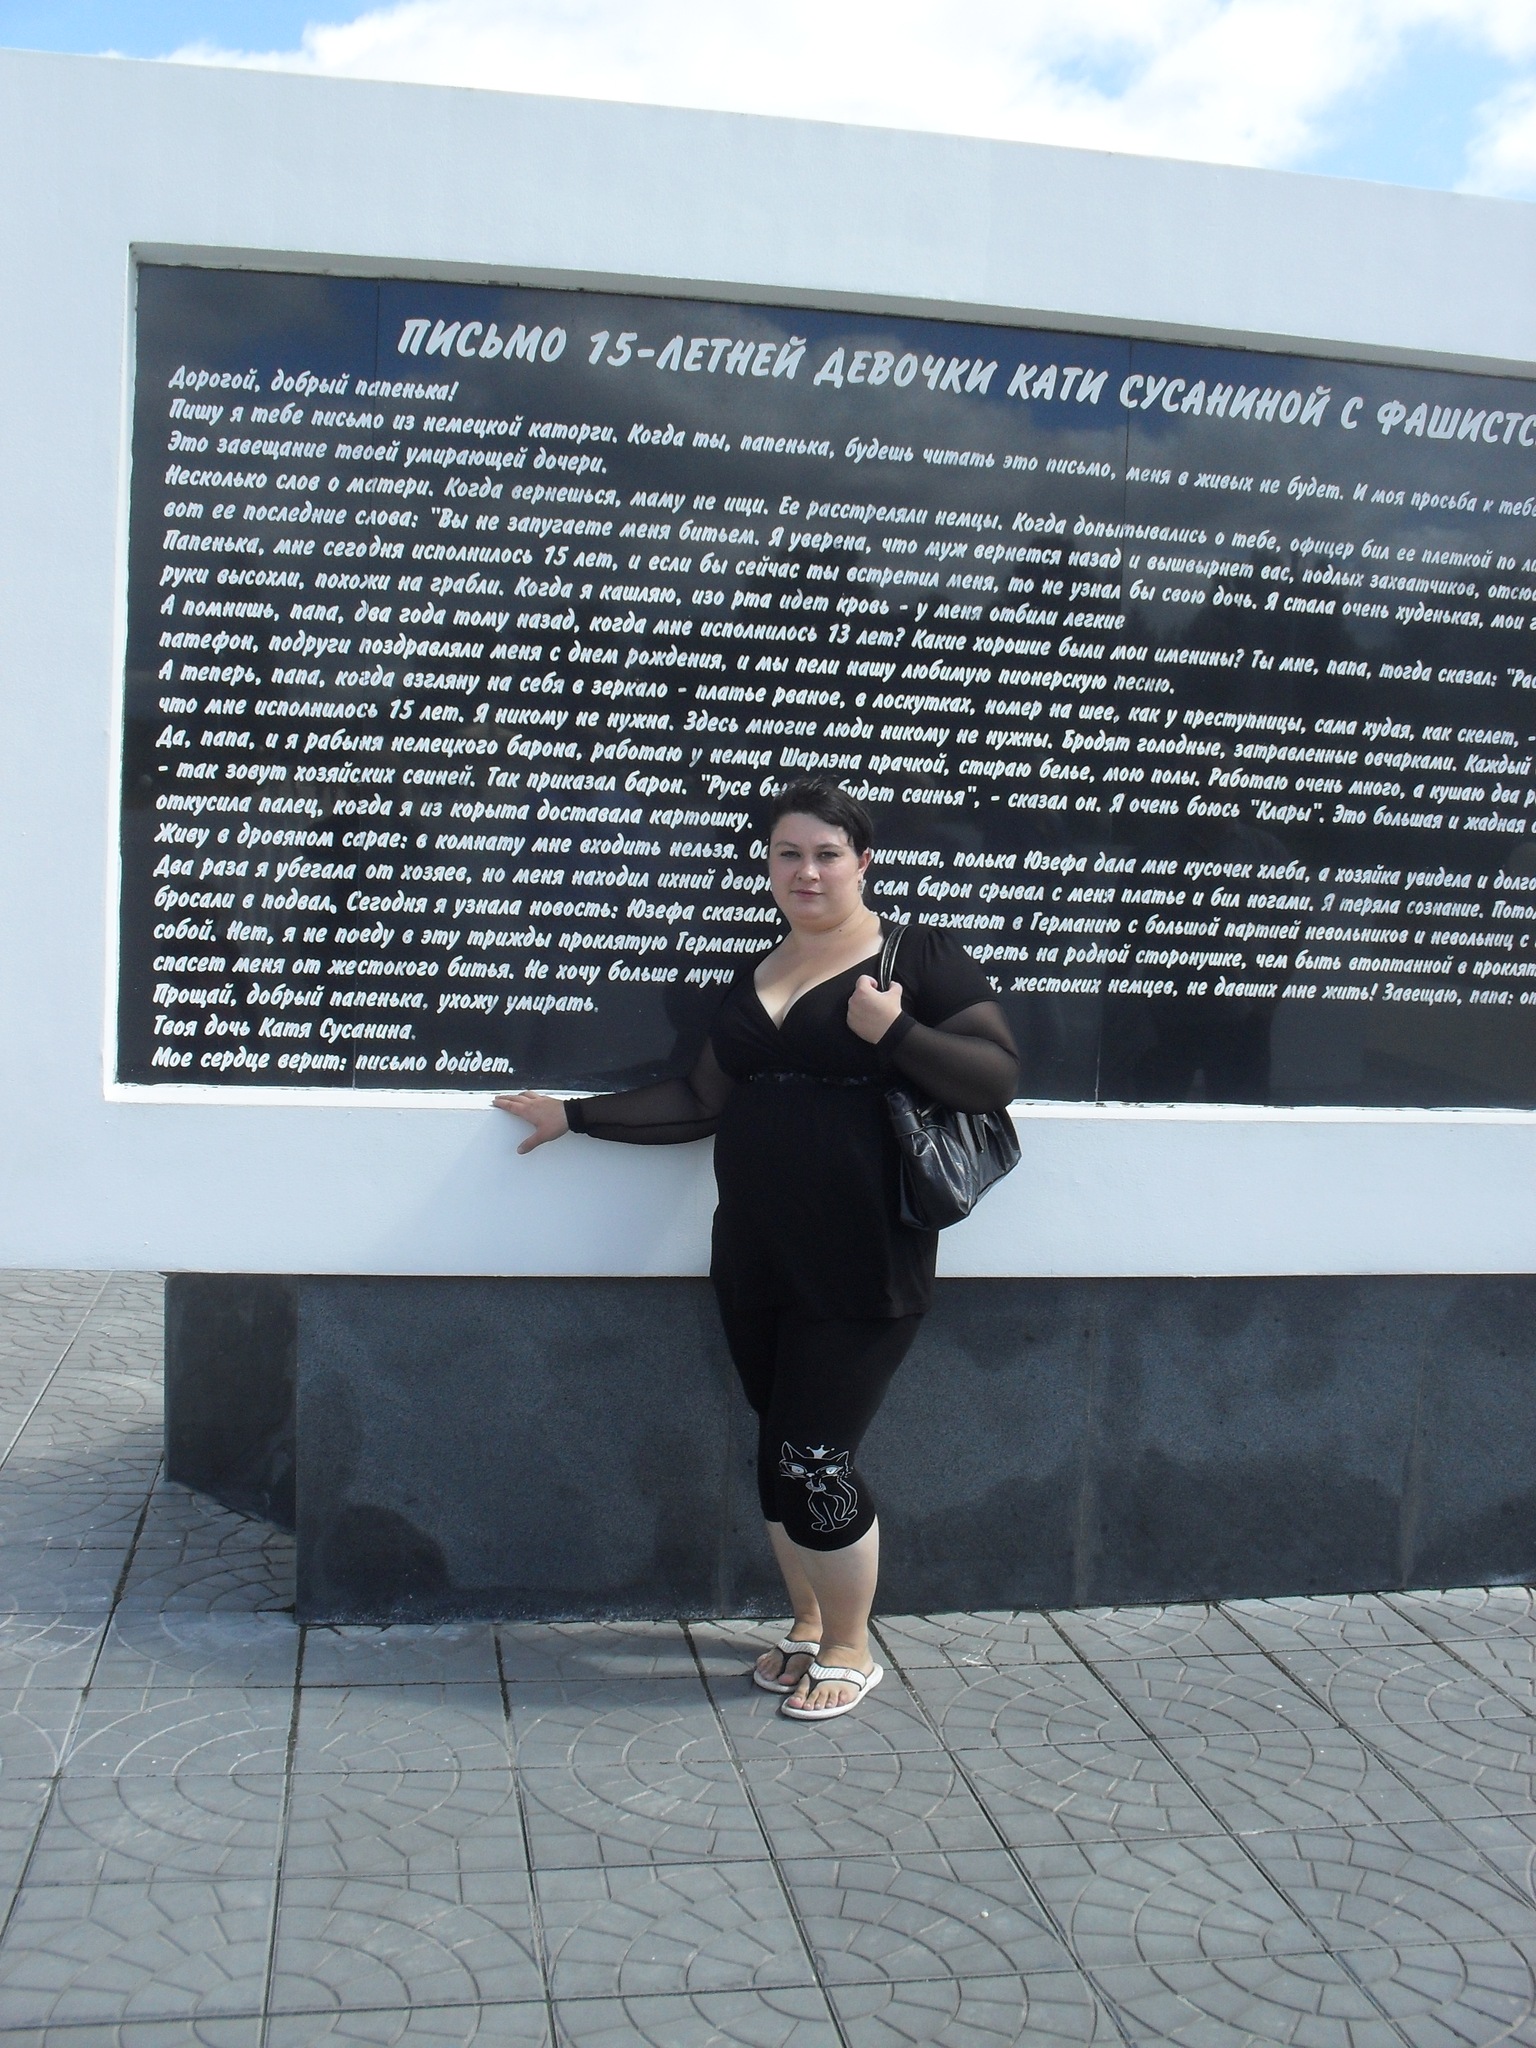 ПИСЬМО 15-ЛЕТНЕЙ ДЕВОЧКИ КАТИ СУСАНИНОЙ С ФАШИСТС
Дорогой, добрый папенька!
Пишу я тебе письмо из немецкой каторги. Когда ты, папенька, будешь читать это письмо, меня в живых не будет. И моя просьба к тебе
Это завещание твоей умирающей дочери.
Несколько слов о матери. Когда вернешься, маму не ищи. Ее расстреляли немцы. Когда допытывались о тебе, офицер бил ее плеткой по ли
вот ее последние слова: "Вы не запугаете меня битьем. Я уверена, что муж вернется назад и вышвырнет вас, подлых захватчиков, отсю
Папенька, мне сегодня исполнилось 15 лет, и если бы сейчас ты встретил меня, то не узнал бы свою дочь. Я стала очень худенькая, мои г
руки высохли, похожи на грабли. Когда я кашляю, изо рта идет кровь - у меня отбили легкие
А помнишь, папа, два года тому назад, когда мне исполнилось 13 лет? Какие хорошие были мои именины? Ты мне, папа, тогда сказал: "Рас
патефон, подруги поздравляли меня с днем рождения, и мы пели нашу любимую пионерскую песню.
А теперь, папа, когда взгляну на себя в зеркало - платье рваное, в лоскутках, номер на шее, как у преступницы, сама худая, как скелет, -
что мне исполнилось 15 лет. Я никому не нужна. Здесь многие люди никому не нужны. Бродят голодные, затравленные овчарками. Каждый
Да, папа, и я рабыня немецкого барона, работаю у немца Шарлэна прачкой, стираю белье, мою полы. Работаю очень много, а кушаю два р
- так зовут хозяйских свиней. Так приказал барон. "Русс бы будет свинья", - сказал он. Я очень боюсь "Клары". Это большая и жадная
откусила палец, когда я из корыта доставала картошку.
Живу в дровяном сарае: в комнату мне входить нельзя. Од ничная, полька Юзефа дала мне кусочек хлеба, а хозяйка увидела и долго
Два раза я убегала от хозяев, но меня находил ихний дворн сам барон срывал с меня платье и бил ногами. Я теряла сознание. Пото
бросали в подвал. Сегодня я узнала новость: Юзефа сказала, ода уезжают в Германию с большой партией невольников и невольниц с
собой. Нет, я не поеду в эту трижды проклятую Германию! мереть на родной сторонушке, чем быть втоптанной в проклят
спасет меня от жестокого битья. Не хочу больше мучи х, жестоких немцев, не давших мне жить! Завещаю, папа: от
Прощай, добрый папенька, ухожу умирать.
Твоя дочь Катя Сусанина.
Мое сердце верит: письмо дойдет.